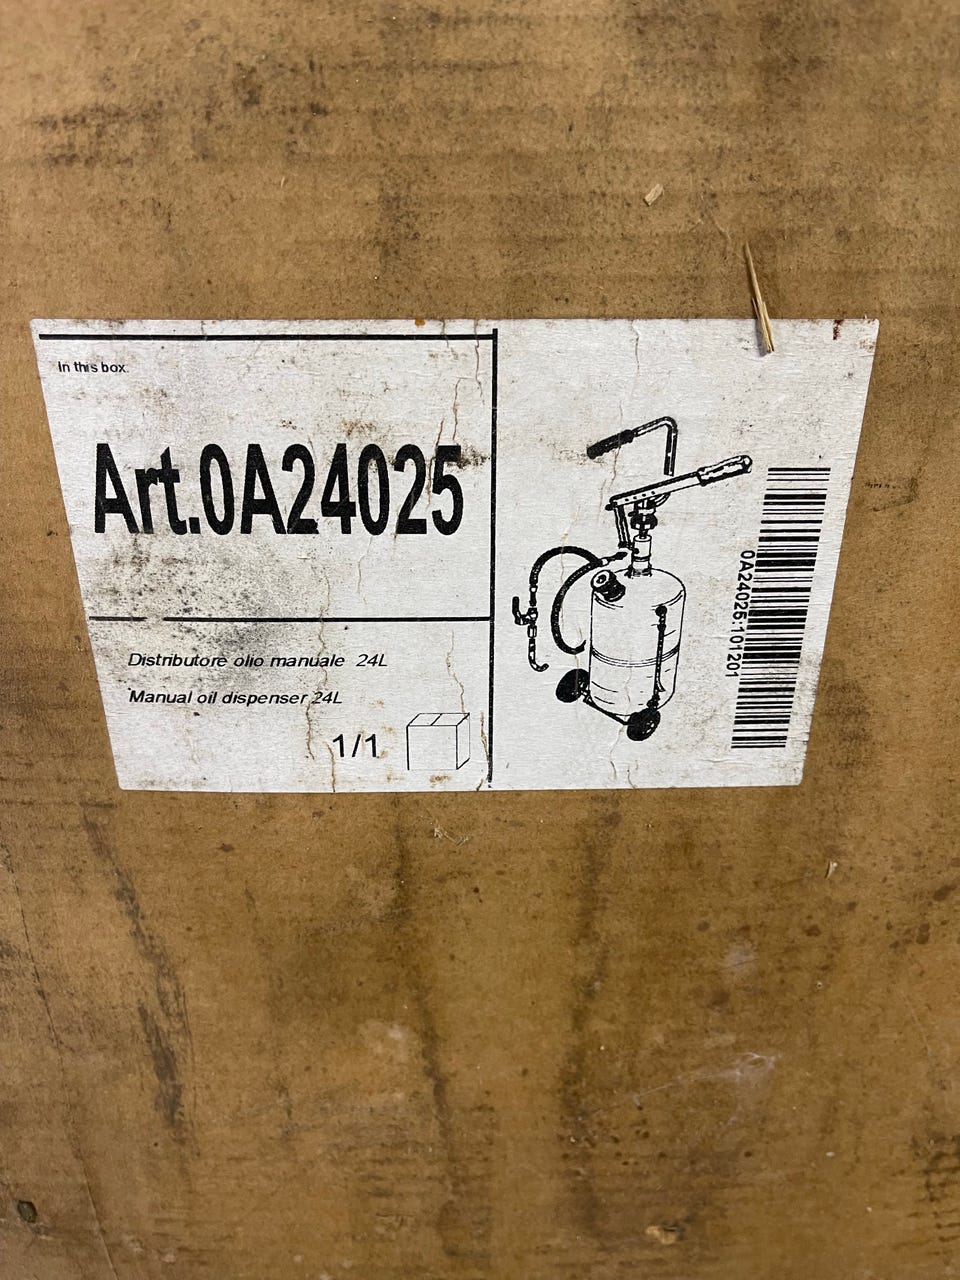 In this box:
Art.0A24025
Distributore olio manuale 24L
Manual oil dispenser 24L
1/1
0A24025:101201